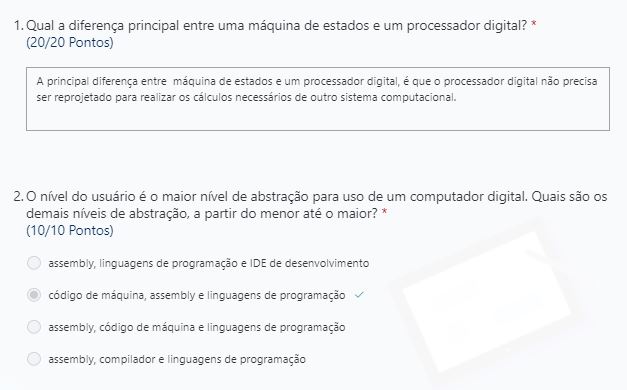 1. Qual a diferença principal entre uma máquina de estados e um processador digital? *
(20/20 Pontos)
A principal diferença entre máquina de estados e um processador digital, é que o processador digital não precisa
ser reprojetado para realizar os cálculos necessários de outro sistema computacional.
2. O nível do usuário é o maior nível de abstração para uso de um computador digital. Quais são os
demais níveis de abstração, a partir do menor até o maior? *
(10/10 Pontos)
assembly, linguagens de programação e IDE de desenvolvimento
código de máquina, assembly e linguagens de programação
assembly, código de máquina e linguagens de programação
assembly, compilador e linguagens de programação